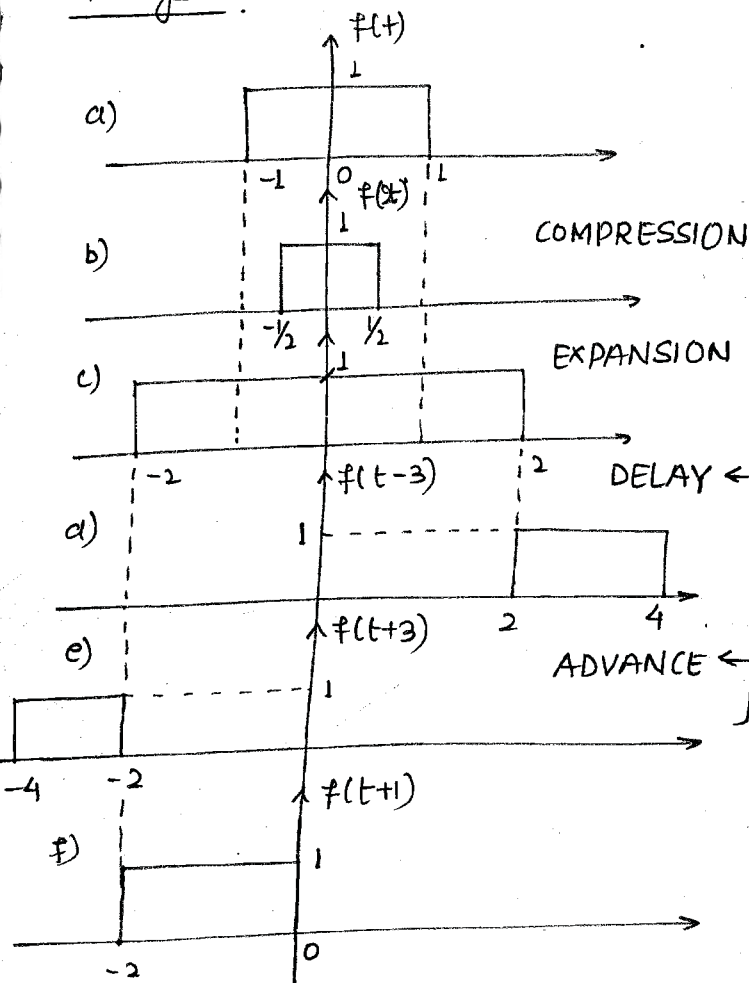 f(t)
1
a)
-1 0 1
f(2t)
1
COMPRESSION
b)
-1/2 1/2
1
EXPANSION
c)
-2 2
f(t-3)
DELAY ←
d)
1
2 4
f(t+3)
e)
ADVANCE ←
1
-4 -2
f(t+1)
f)
1
-2 0